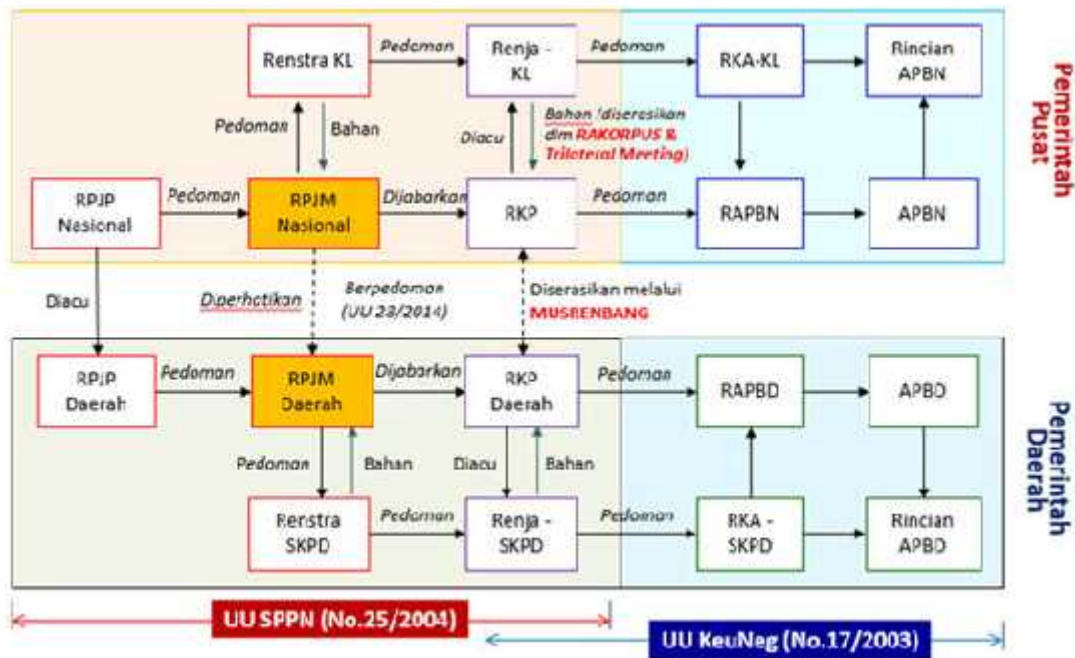 Renstra KL
Pedoman
Renja -
KL
Pedoman
RKA-KL
Rincian
APBN
Pemerintah
Pusat
Pedoman
Bahan
Diacu
Bahan (diserasikan
dlm RAKORPUS &
Trilateral Meeting)
RPJP
Nasional
Pedoman
RPJM
Nasional
Dijabarkan
RKP
Pedoman
RAPBN
APBN
Diacu
Diperhatikan
Berpedoman
(UU 23/2014)
Diserasikan melalui
MUSRENBANG
RPJP
Daerah
Pedoman
RPJM
Daerah
Dijabarkan
RKP
Daerah
Pedoman
RAPBD
APBD
Pemerintah
Daerah
Pedoman
Bahan
Diacu
Bahan
Renstra
SKPD
Pedoman
Renja -
SKPD
Pedoman
RKA -
SKPD
Rincian
APBD
UU SPPN (No.25/2004)
UU KeuNeg (No.17/2003)